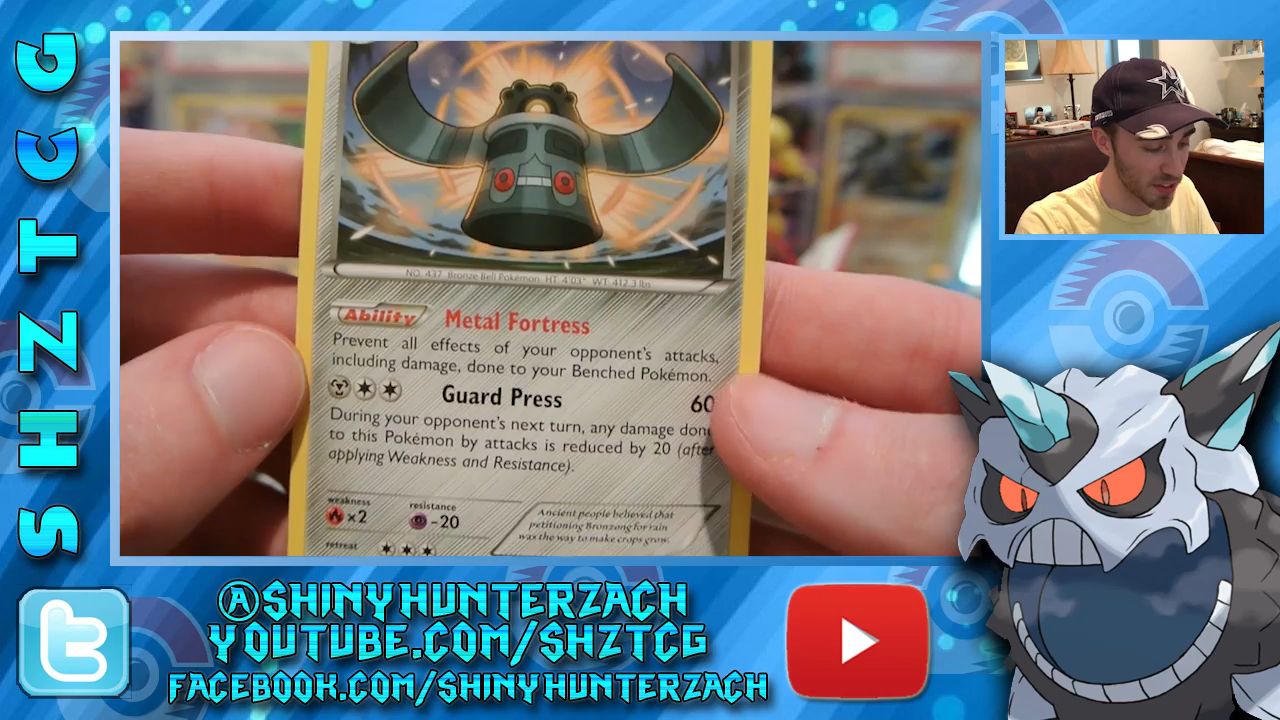 SHZTCG
NO. 437 Bronze Bell Pokémon HT: 4'03" WT: 412.3 lbs
Ability Metal Fortress
Prevent all effects of your opponent's attacks,
including damage, done to your Benched Pokémon.
Guard Press 60
During your opponent's next turn, any damage done
to this Pokémon by attacks is reduced by 20 (after
applying Weakness and Resistance).
weakness
×2
resistance
-20
retreat
Ancient people believed that
petitioning Bronzong for rain
was the way to make crops grow.
@SHINYHUNTERZACH
YOUTUBE.COM/SHZTCG
FACEBOOK.COM/SHINYHUNTERZACH